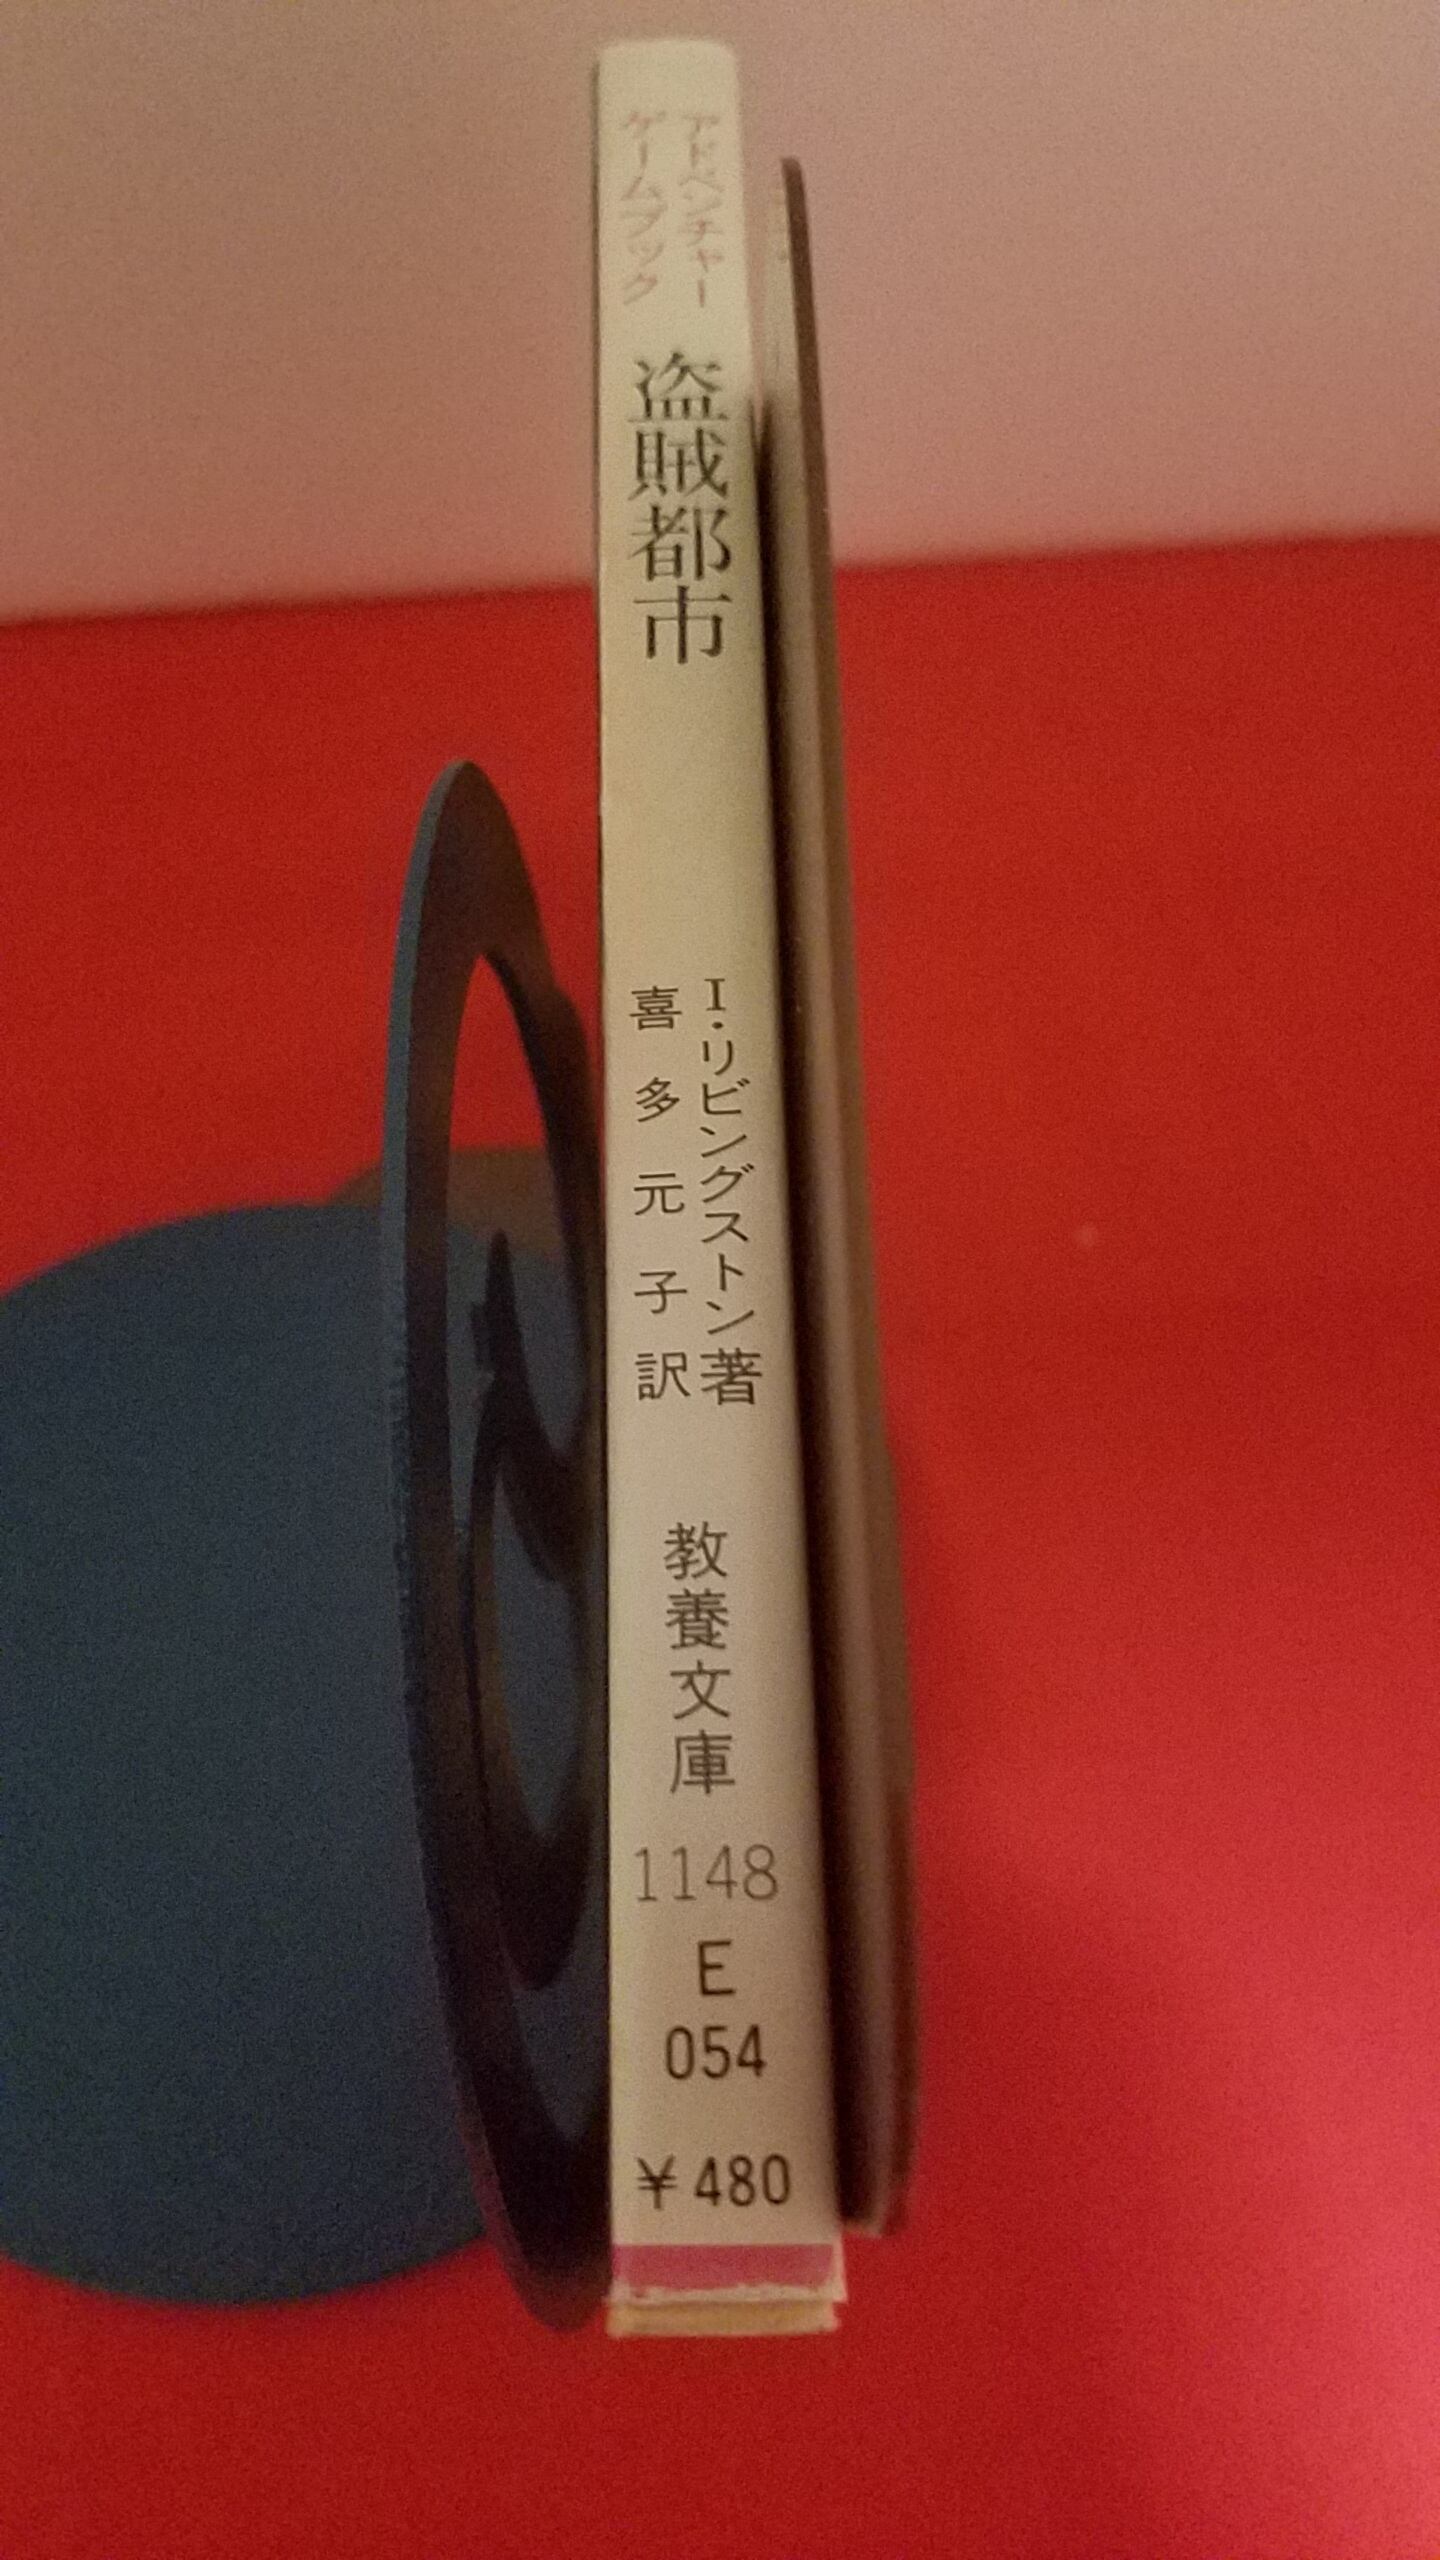 アドベンチャー
ゲームブック
盗賊都市
I・リビングストン著
喜多元子訳
教養文庫
1148
E
054
¥480